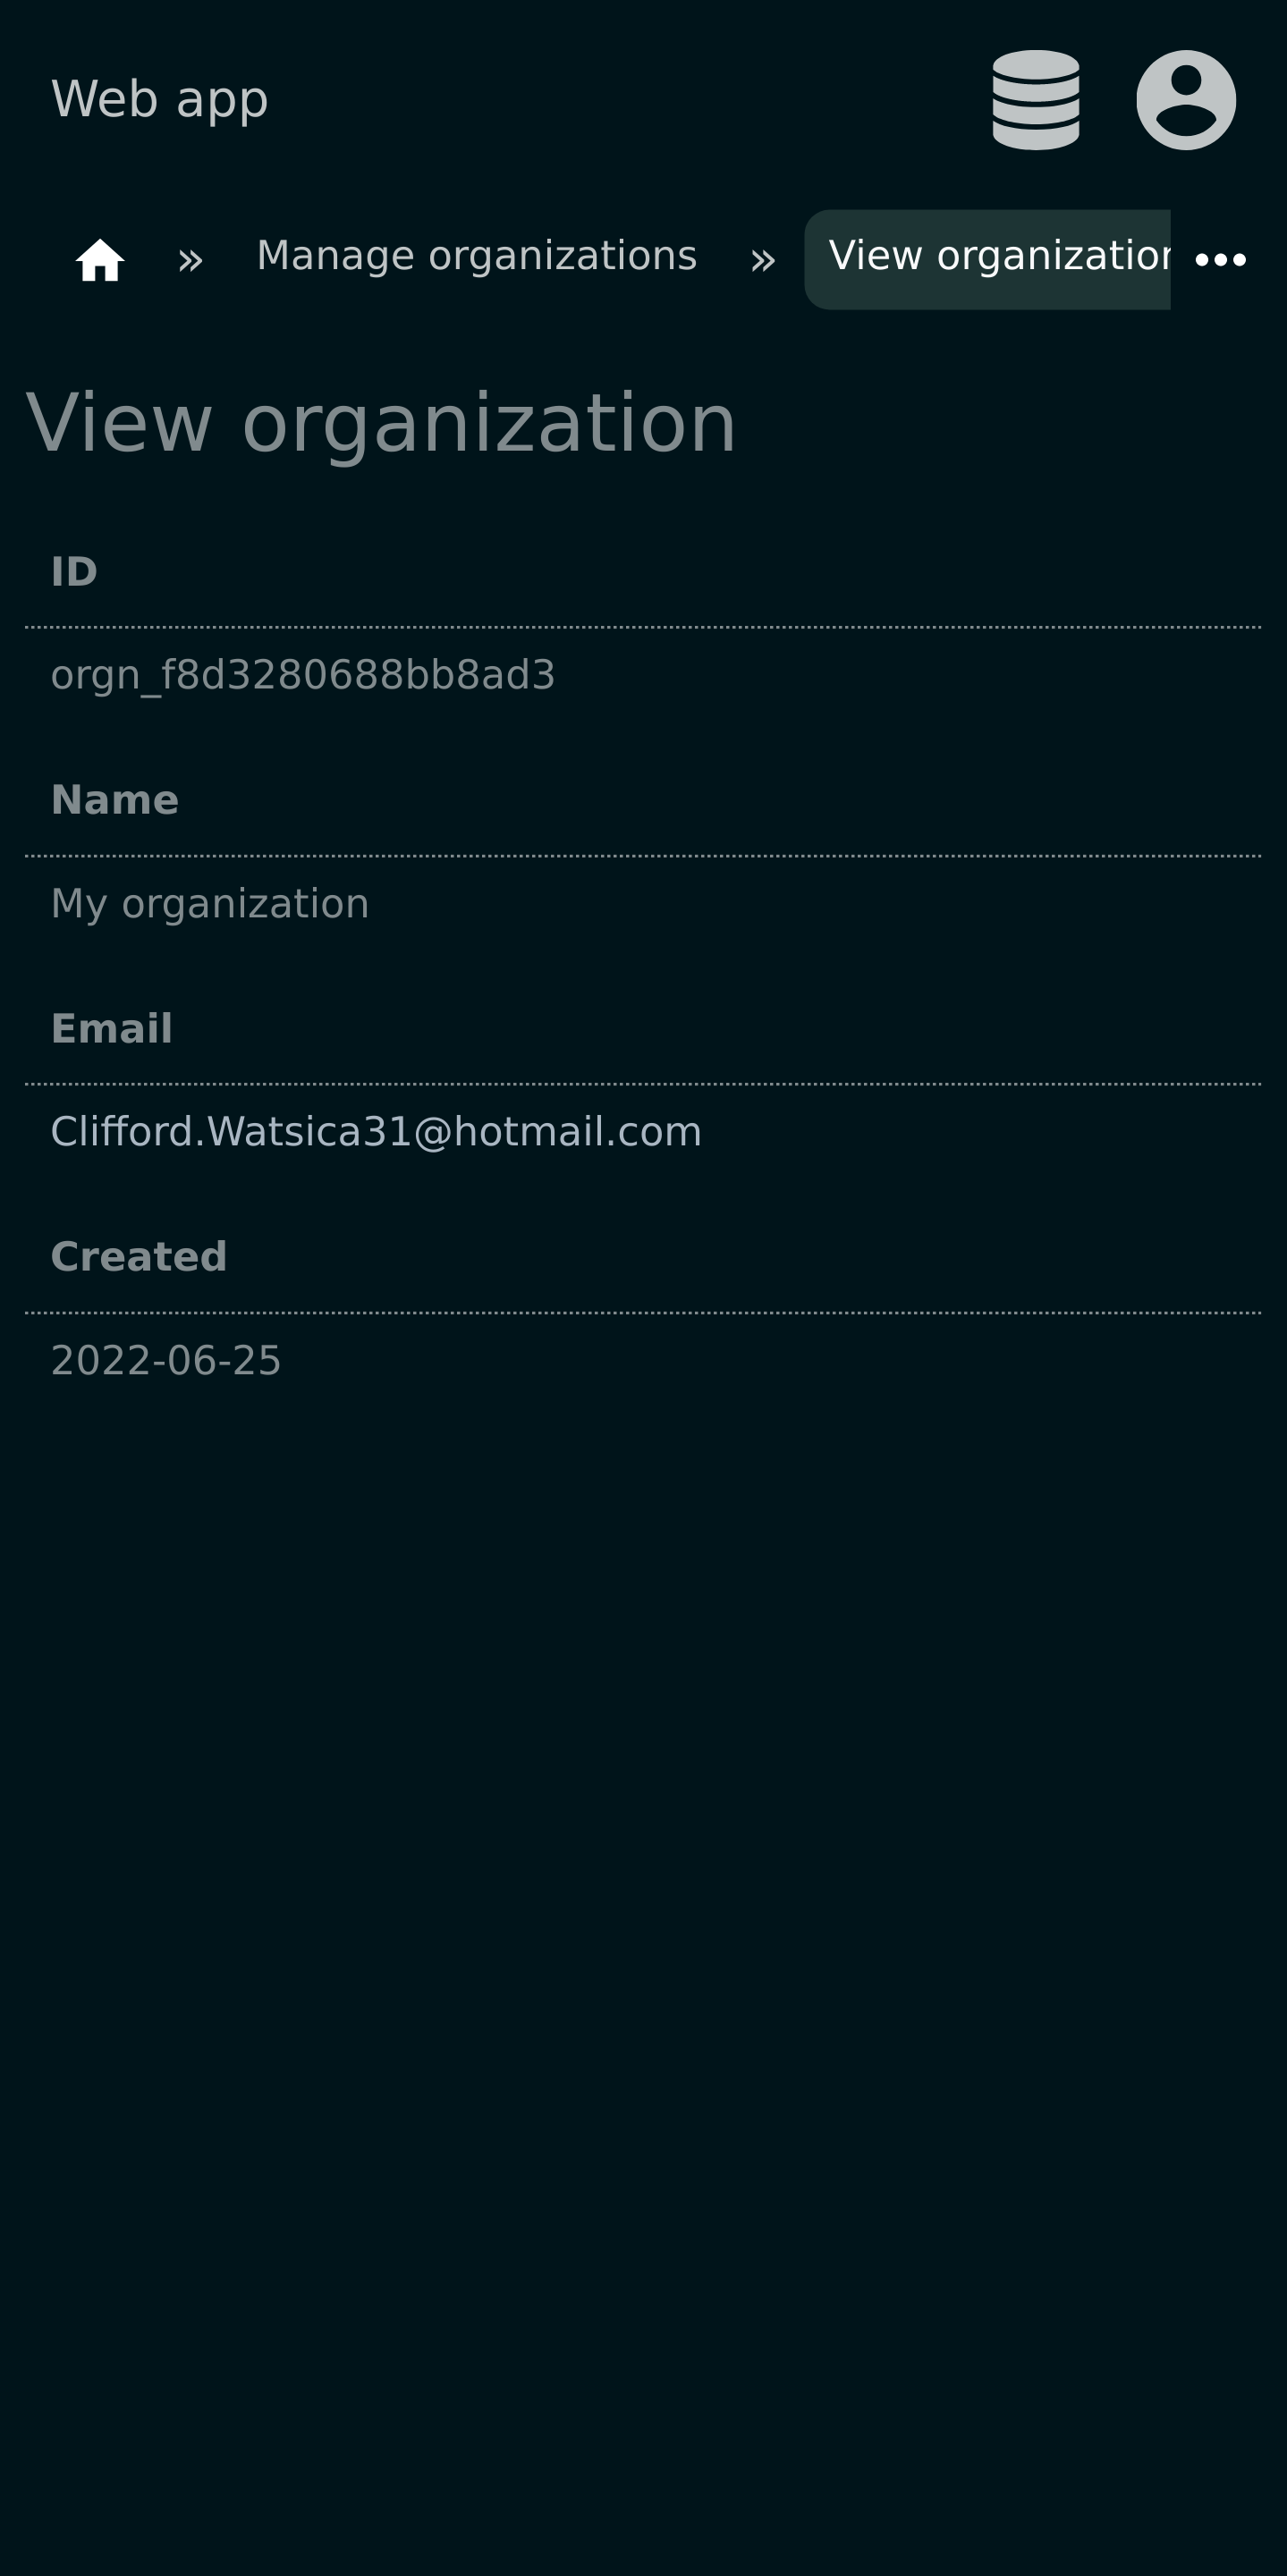 Web app
» Manage organizations » View organization
View organization
ID
orgn_f8d3280688bb8ad3
Name
My organization
Email
Clifford.Watsica31@hotmail.com
Created
2022-06-25